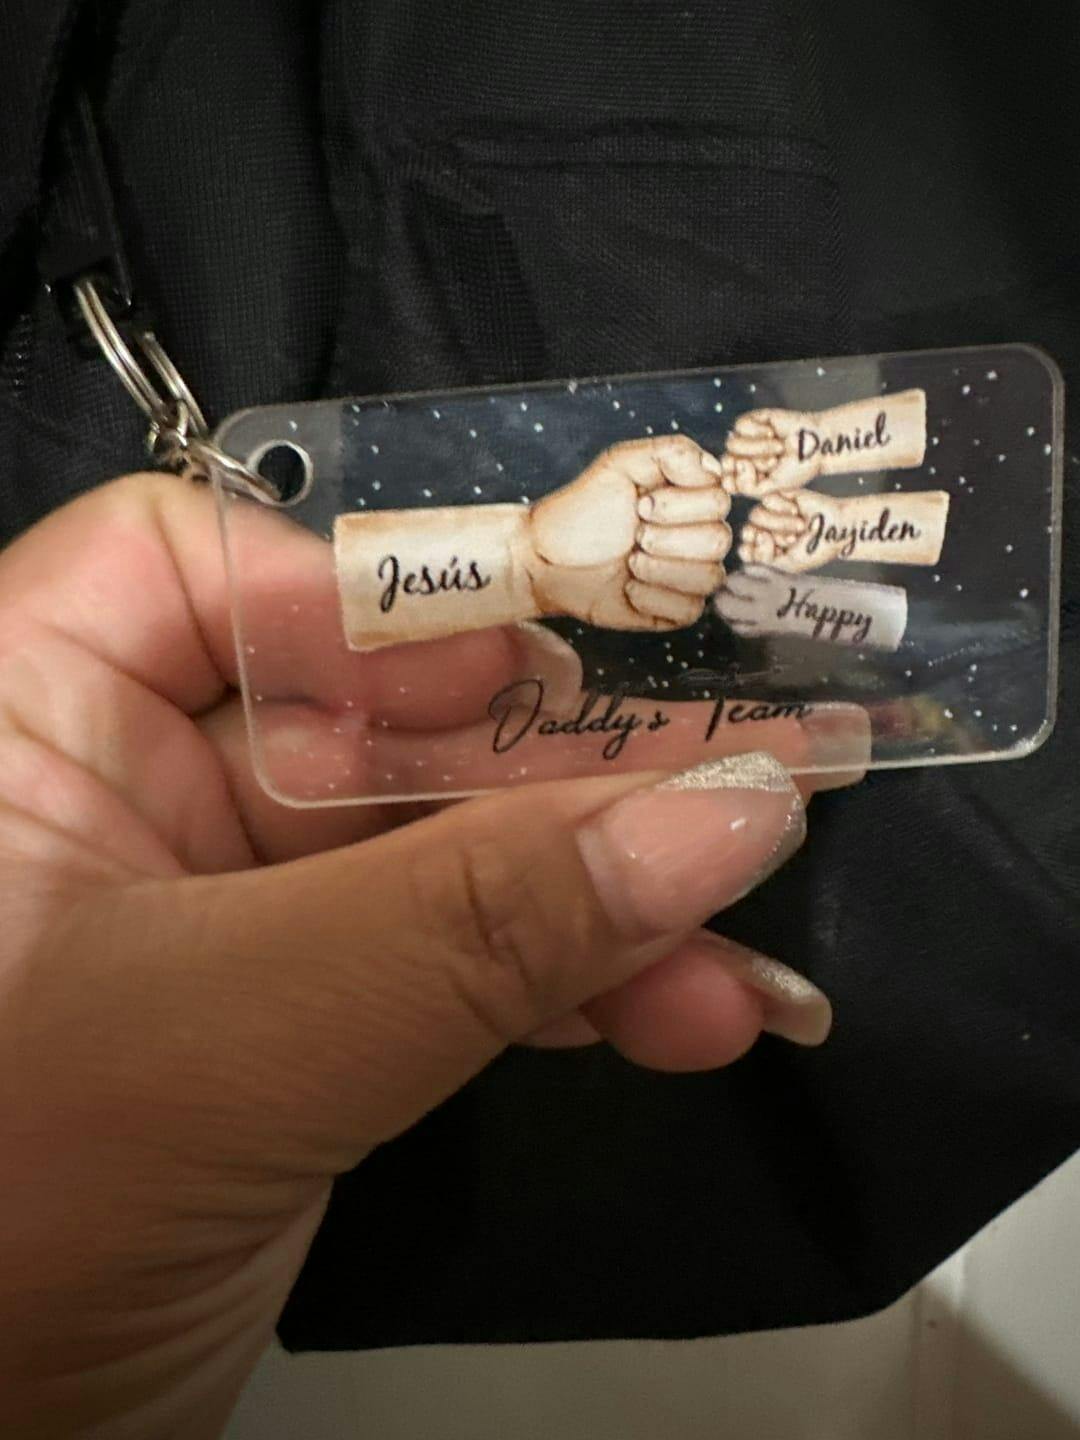 Jesús
Daniel
Jayiden
Happy
Daddy's Team